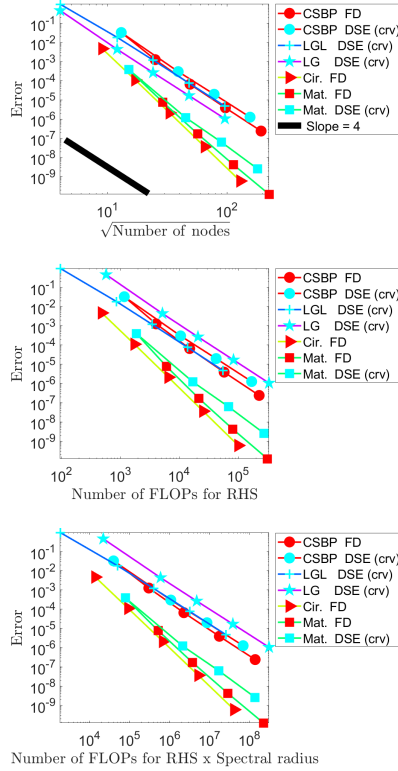 Error
10^-1
10^-2
10^-3
10^-4
10^-5
10^-6
10^-7
10^-8
10^-9
10^1
10^2
√Number of nodes
CSBP FD
CSBP DSE (crv)
LGL DSE (crv)
LG DSE (crv)
Cir. FD
Mat. FD
Mat. DSE (crv)
Slope = 4
Error
10^-1
10^-2
10^-3
10^-4
10^-5
10^-6
10^-7
10^-8
10^-9
10^2
10^3
10^4
10^5
Number of FLOPs for RHS
CSBP FD
CSBP DSE (crv)
LGL DSE (crv)
LG DSE (crv)
Cir. FD
Mat. FD
Mat. DSE (crv)
Error
10^-1
10^-2
10^-3
10^-4
10^-5
10^-6
10^-7
10^-8
10^-9
10^4
10^5
10^6
10^7
10^8
Number of FLOPs for RHS x Spectral radius
CSBP FD
CSBP DSE (crv)
LGL DSE (crv)
LG DSE (crv)
Cir. FD
Mat. FD
Mat. DSE (crv)